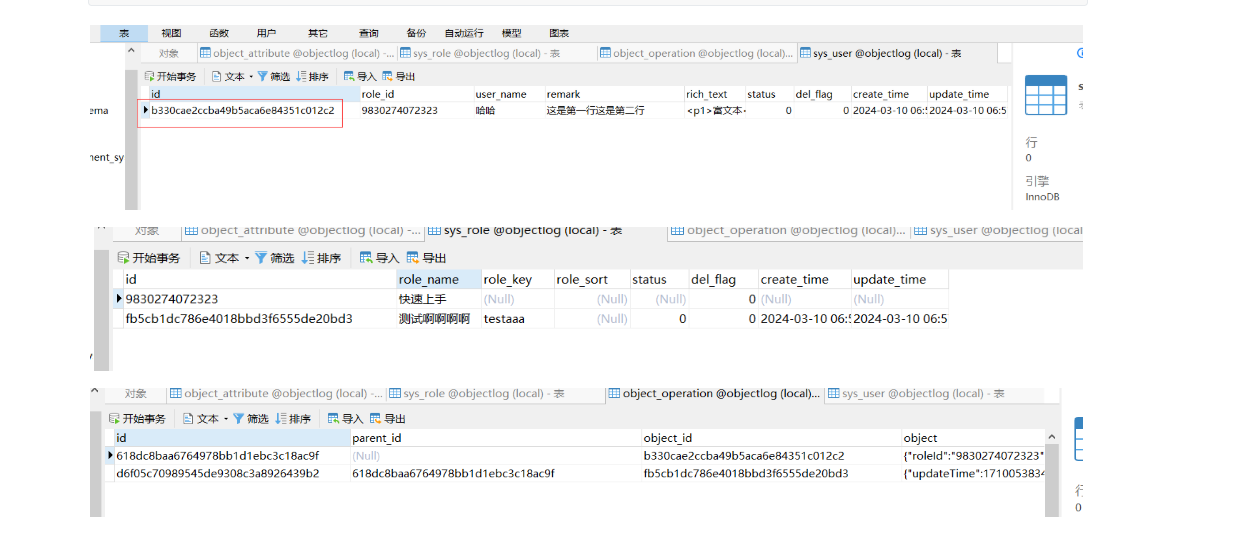 表 视图 函数 用户 其它 查询 备份 自动运行 模型 图表
对象 object_attribute @objectlog (local) -... sys_role @objectlog (local) - 表 object_operation @objectlog (local)... sys_user @objectlog (local) - 表
开始事务 文本 筛选 排序 导入 导出
id role_id user_name remark rich_text status del_flag create_time update_time
b330cae2ccba49b5aca6e84351c012c2 9830274072323 哈哈 这是第一行这是第二行 <p1>富文本 0 0 2024-03-10 06:5 2024-03-10 06:5
ema
nent_sy
行
0
引擎
InnoDB
对象 object_attribute @objectlog (local) -... sys_role @objectlog (local) - 表 object_operation @objectlog (local)... sys_user @objectlog (local
开始事务 文本 筛选 排序 导入 导出
id role_name role_key role_sort status del_flag create_time update_time
9830274072323 快速上手 (Null) (Null) (Null) 0 (Null) (Null)
fb5cb1dc786e4018bbd3f6555de20bd3 测试啊啊啊啊 testaaa (Null) 0 0 2024-03-10 06:5 2024-03-10 06:5
对象 object_attribute @objectlog (local) -... sys_role @objectlog (local) - 表 object_operation @objectlog (local)... sys_user @objectlog (local) - 表
开始事务 文本 筛选 排序 导入 导出
id parent_id object_id object
618dc8baa6764978bb1d1ebc3c18ac9f (Null) b330cae2ccba49b5aca6e84351c012c2 {"roleId":"9830274072323"
d6f05c70989545de9308c3a8926439b2 618dc8baa6764978bb1d1ebc3c18ac9f fb5cb1dc786e4018bbd3f6555de20bd3 {"updateTime":1710053834
行
0